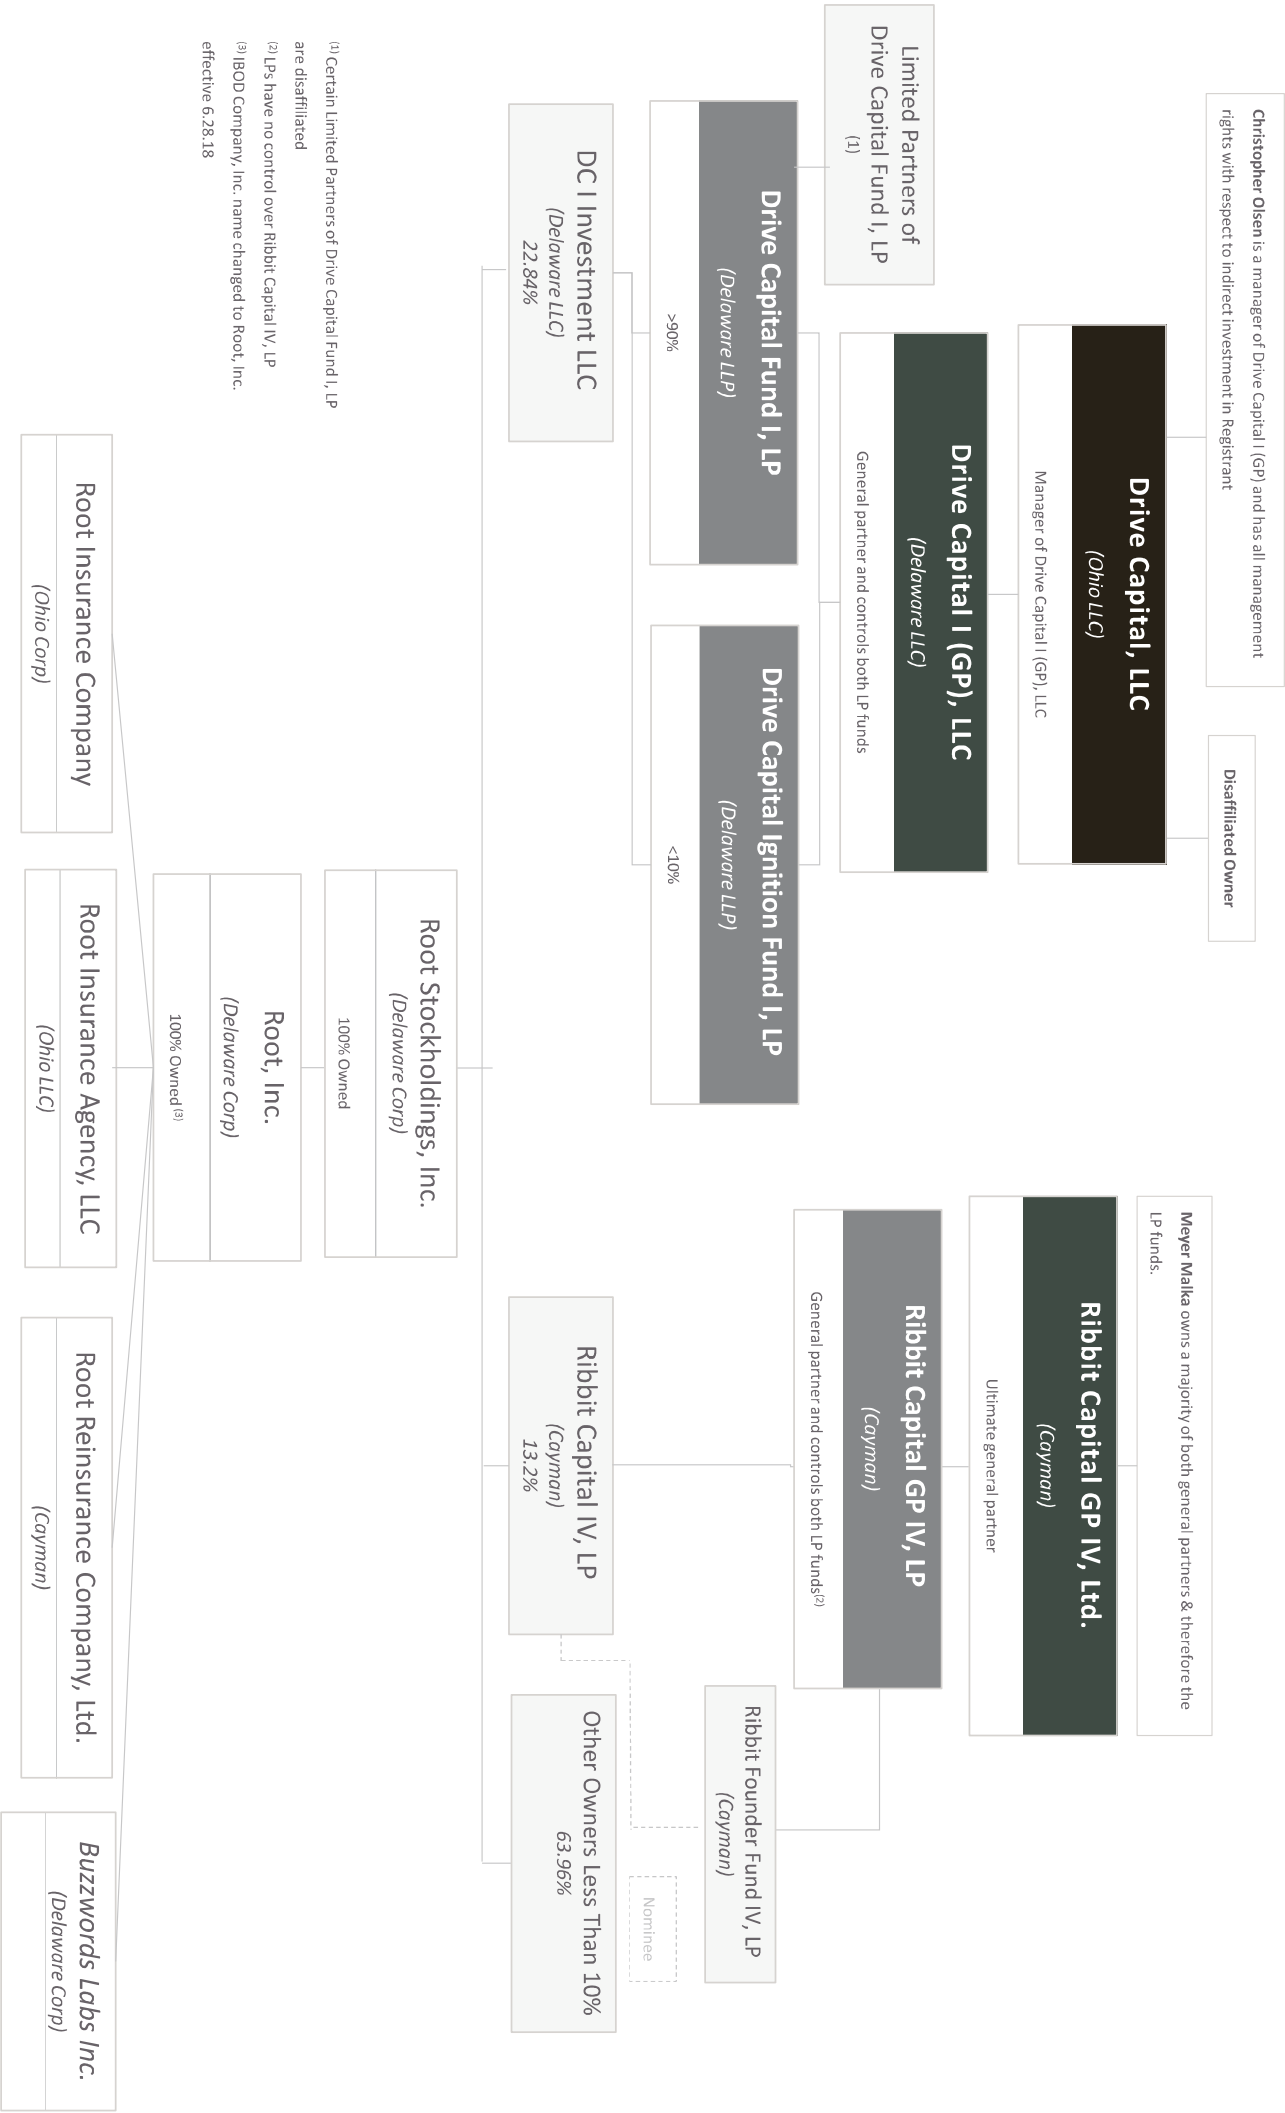 Christopher Olsen is a manager of Drive Capital I (GP) and has all management
rights with respect to indirect investment in Registrant
Disaffiliated Owner
Drive Capital, LLC
(Ohio LLC)
Manager of Drive Capital I (GP), LLC
Limited Partners of
Drive Capital Fund I, LP
(1)
Drive Capital I (GP), LLC
(Delaware LLC)
General partner and controls both LP funds
Drive Capital Fund I, LP
(Delaware LLP)
>90%
Drive Capital Ignition Fund I, LP
(Delaware LLP)
<10%
DC I Investment LLC
(Delaware LLC)
22.84%
Meyer Malka owns a majority of both general partners & therefore the
LP funds.
Ribbit Capital GP IV, Ltd.
(Cayman)
Ultimate general partner
Ribbit Capital GP IV, LP
(Cayman)
General partner and controls both LP funds(2)
Ribbit Founder Fund IV, LP
(Cayman)
Nominee
Ribbit Capital IV, LP
(Cayman)
13.2%
Other Owners Less Than 10%
63.96%
Root Stockholdings, Inc.
(Delaware Corp)
100% Owned
Root, Inc.
(Delaware Corp)
100% Owned (3)
(1) Certain Limited Partners of Drive Capital Fund I, LP
are disaffiliated
(2) LPs have no control over Ribbit Capital IV, LP
(3) IBOD Company, Inc. name changed to Root, Inc.
effective 6.28.18
Root Insurance Company
(Ohio Corp)
Root Insurance Agency, LLC
(Ohio LLC)
Root Reinsurance Company, Ltd.
(Cayman)
Buzzwords Labs Inc.
(Delaware Corp)